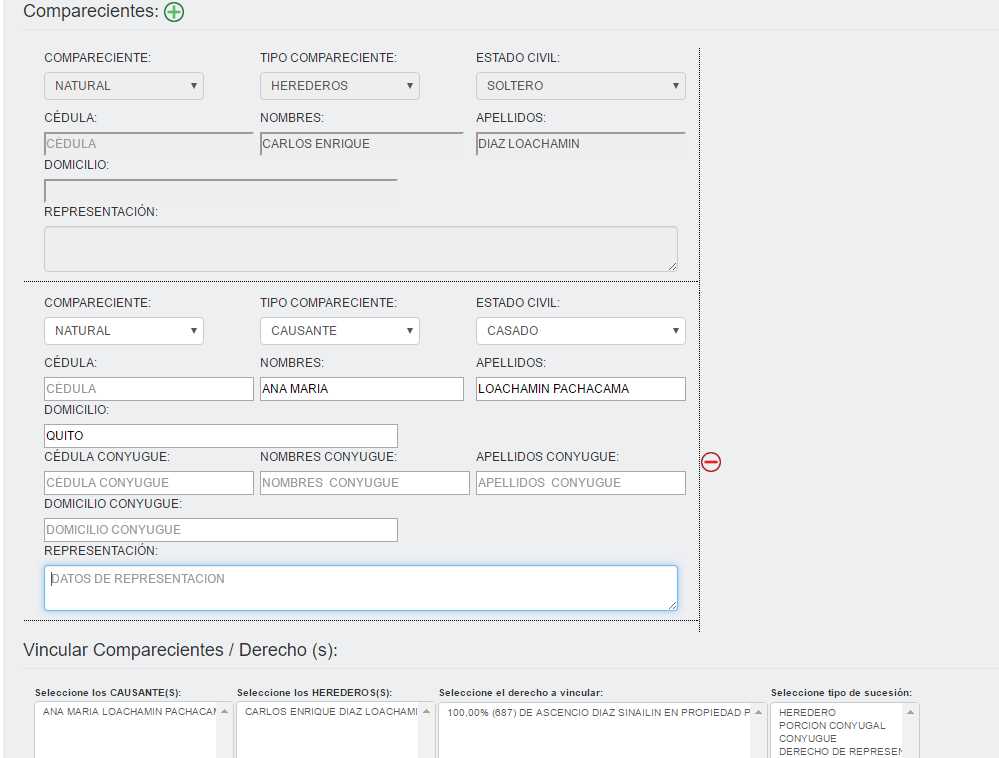 Comparecientes:
COMPARECIENTE: TIPO COMPARECIENTE: ESTADO CIVIL:
NATURAL HEREDEROS SOLTERO
CÉDULA: NOMBRES: APELLIDOS:
CÉDULA CARLOS ENRIQUE DIAZ LOACHAMIN
DOMICILIO:
REPRESENTACIÓN:
COMPARECIENTE: TIPO COMPARECIENTE: ESTADO CIVIL:
NATURAL CAUSANTE CASADO
CÉDULA: NOMBRES: APELLIDOS:
CÉDULA ANA MARIA LOACHAMIN PACHACAMA
DOMICILIO:
QUITO
CÉDULA CONYUGUE: NOMBRES CONYUGUE: APELLIDOS CONYUGUE:
CÉDULA CONYUGUE NOMBRES CONYUGUE APELLIDOS CONYUGUE
DOMICILIO CONYUGUE:
DOMICILIO CONYUGUE
REPRESENTACIÓN:
DATOS DE REPRESENTACION
Vincular Comparecientes / Derecho (s):
Seleccione los CAUSANTE(S): Seleccione los HEREDEROS(S): Seleccione el derecho a vincular: Seleccione tipo de sucesión:
ANA MARIA LOACHAMIN PACHACAM CARLOS ENRIQUE DIAZ LOACHAMI 100,00% (687) DE ASCENCIO DIAZ SINAILIN EN PROPIEDAD P HEREDERO
PORCION CONYUGAL
CONYUGUE
DERECHO DE REPRESEN